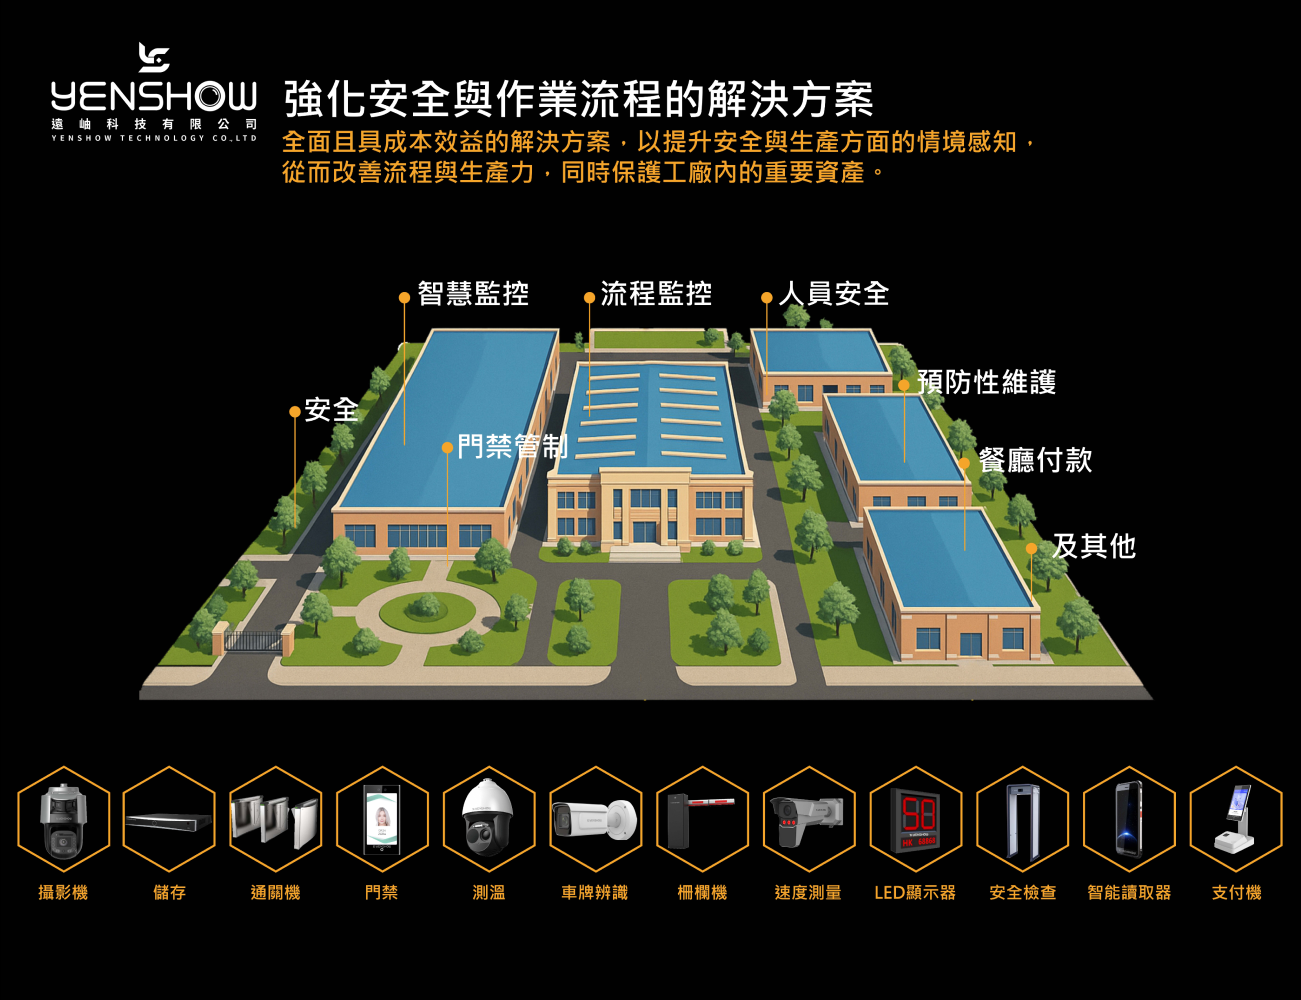 YENSHOW
遠岫科技有限公司
YENSHOW TECHNOLOGY CO.,LTD
強化安全與作業流程的解決方案
全面且具成本效益的解決方案，以提升安全與生產方面的情境感知，
從而改善流程與生產力，同時保護工廠內的重要資產。
智慧監控
流程監控
人員安全
預防性維護
安全
門禁管制
餐廳付款
及其他
50
攝影機
儲存
通關機
門禁
測溫
車牌辨識
柵欄機
速度測量
LED顯示器
安全檢查
智能讀取器
支付機